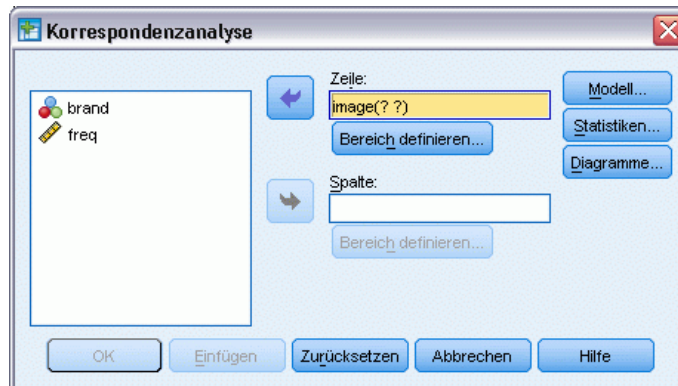 Korrespondenzanalyse
brand
freq
Zeile:
image(? ?)
Bereich definieren...
Spalte:
Bereich definieren...
Modell...
Statistiken...
Diagramme...
OK
Einfügen
Zurücksetzen
Abbrechen
Hilfe